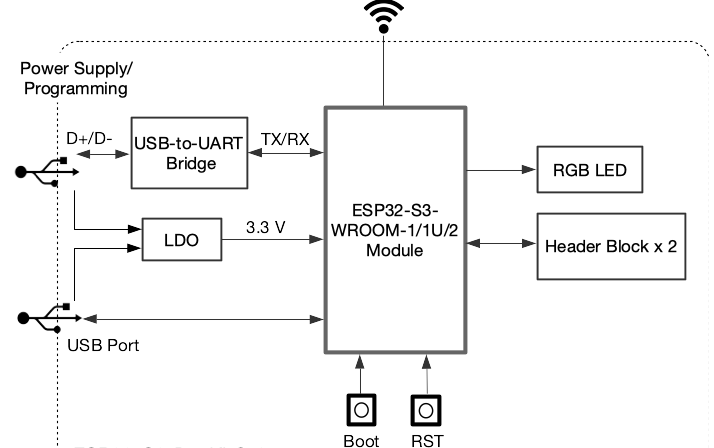 Power Supply/
Programming
D+/D-
USB-to-UART
Bridge
TX/RX
RGB LED
ESP32-S3-
WROOM-1/1U/2
Module
LDO
3.3 V
Header Block x 2
USB Port
Boot
RST